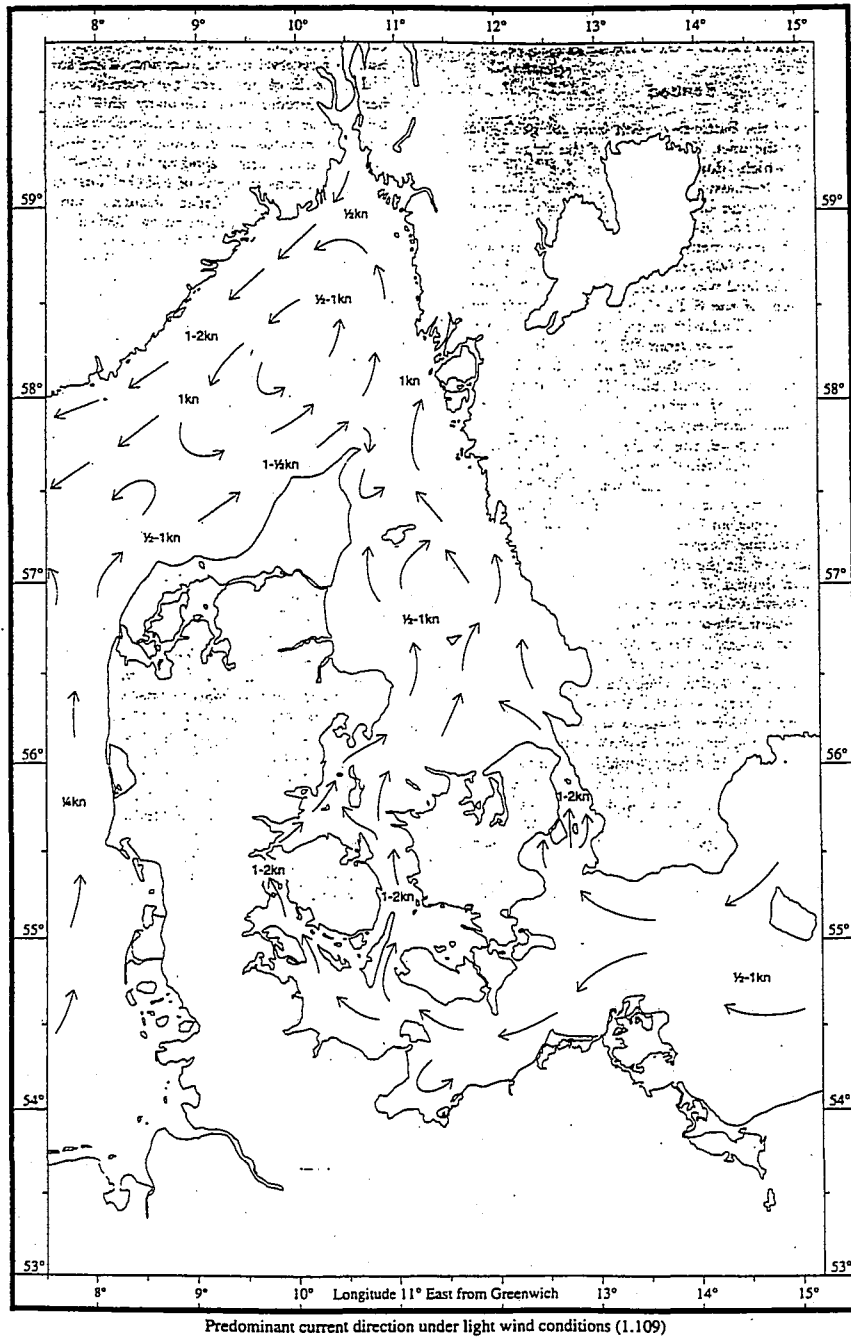 8° 9° 10° 11° 12° 13° 14° 15°
59° 59°
½kn
½-1kn
1-2kn
58° 1kn 58°
1kn
1-1½kn
½-1kn
57° 57°
½-1kn
56° 56°
¼kn 1-2kn
1-2kn
1-2kn
55° 55°
½-1kn
54° 54°
53° 53°
8° 9° 10° Longitude 11° East from Greenwich 13° 14° 15°
Predominant current direction under light wind conditions (1.109)